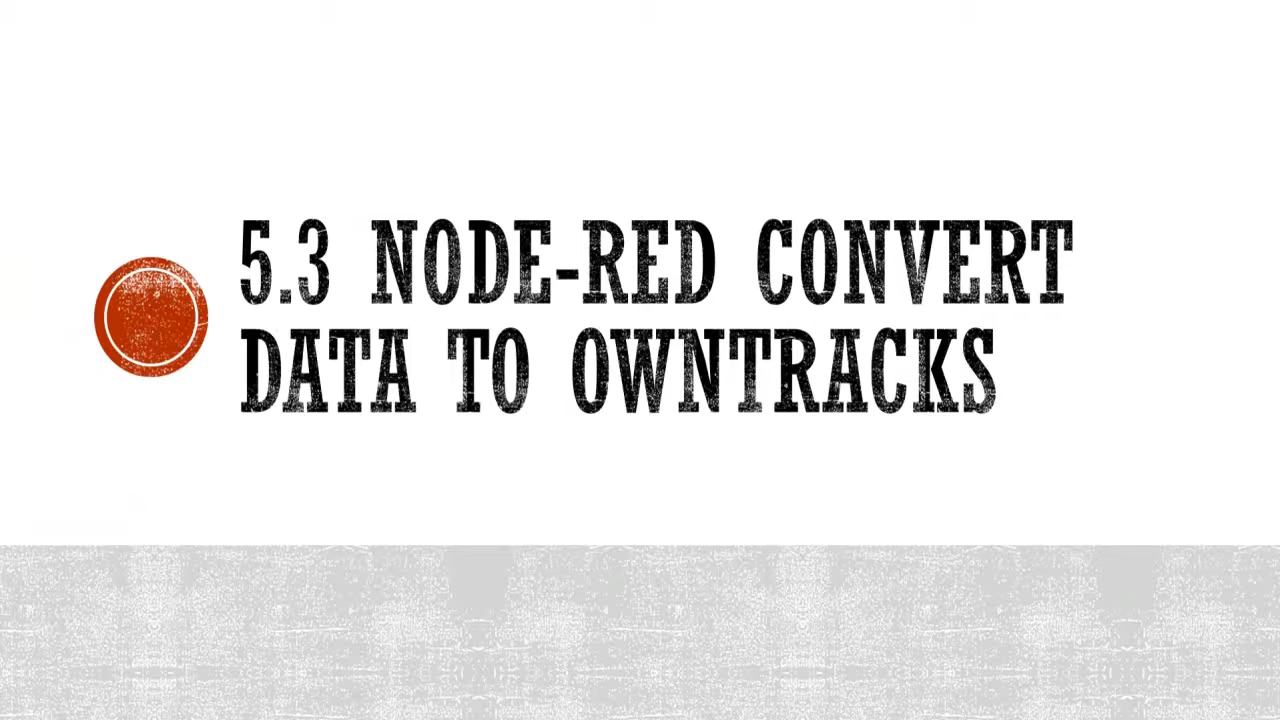 5.3 NODE-RED CONVERT
DATA TO OWNTRACKS